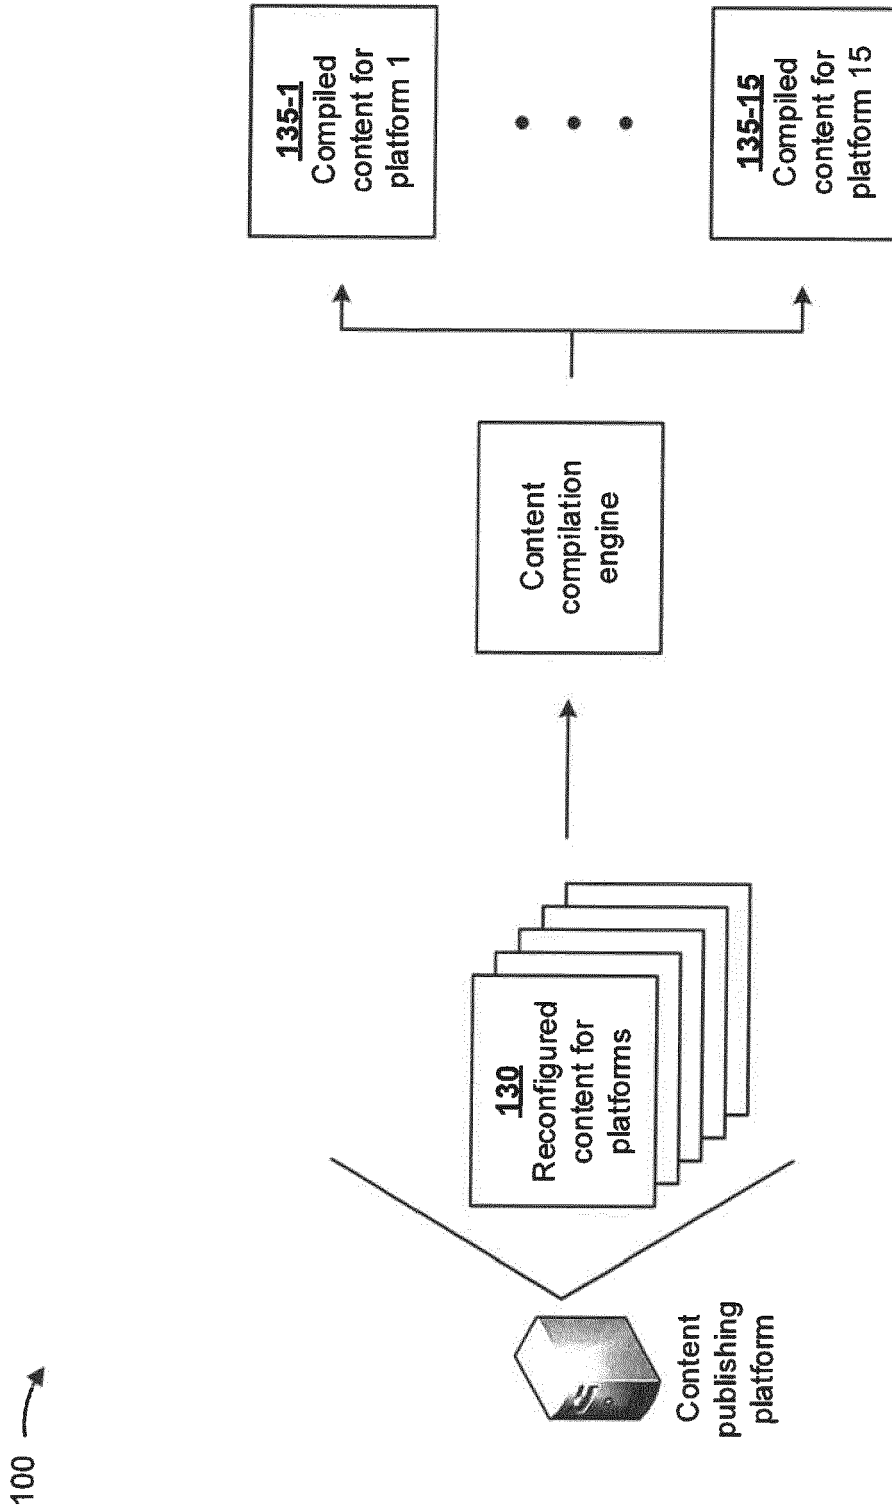 100
Content
publishing
platform
130
Reconfigured
content for
platforms
Content
compilation
engine
135-1
Compiled
content for
platform 1
135-15
Compiled
content for
platform 15